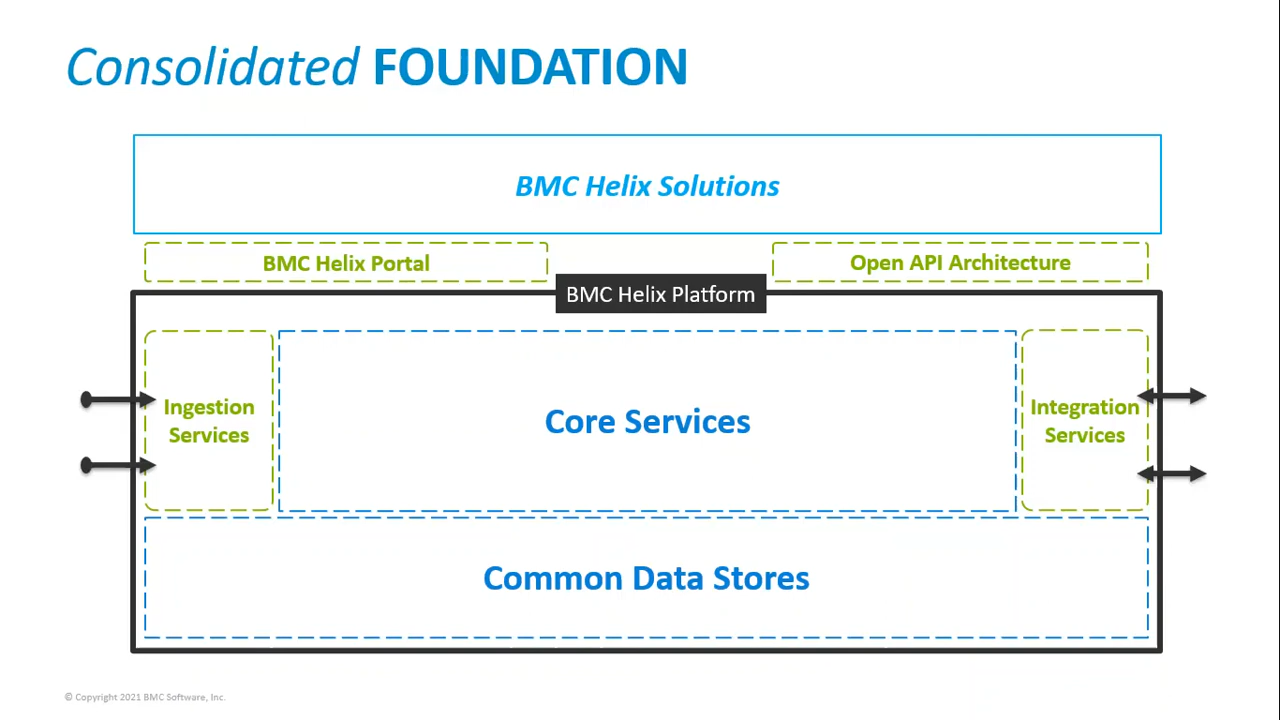 Consolidated FOUNDATION
BMC Helix Solutions
BMC Helix Portal
Open API Architecture
BMC Helix Platform
Ingestion
Services
Core Services
Integration
Services
Common Data Stores
© Copyright 2021 BMC Software, Inc.